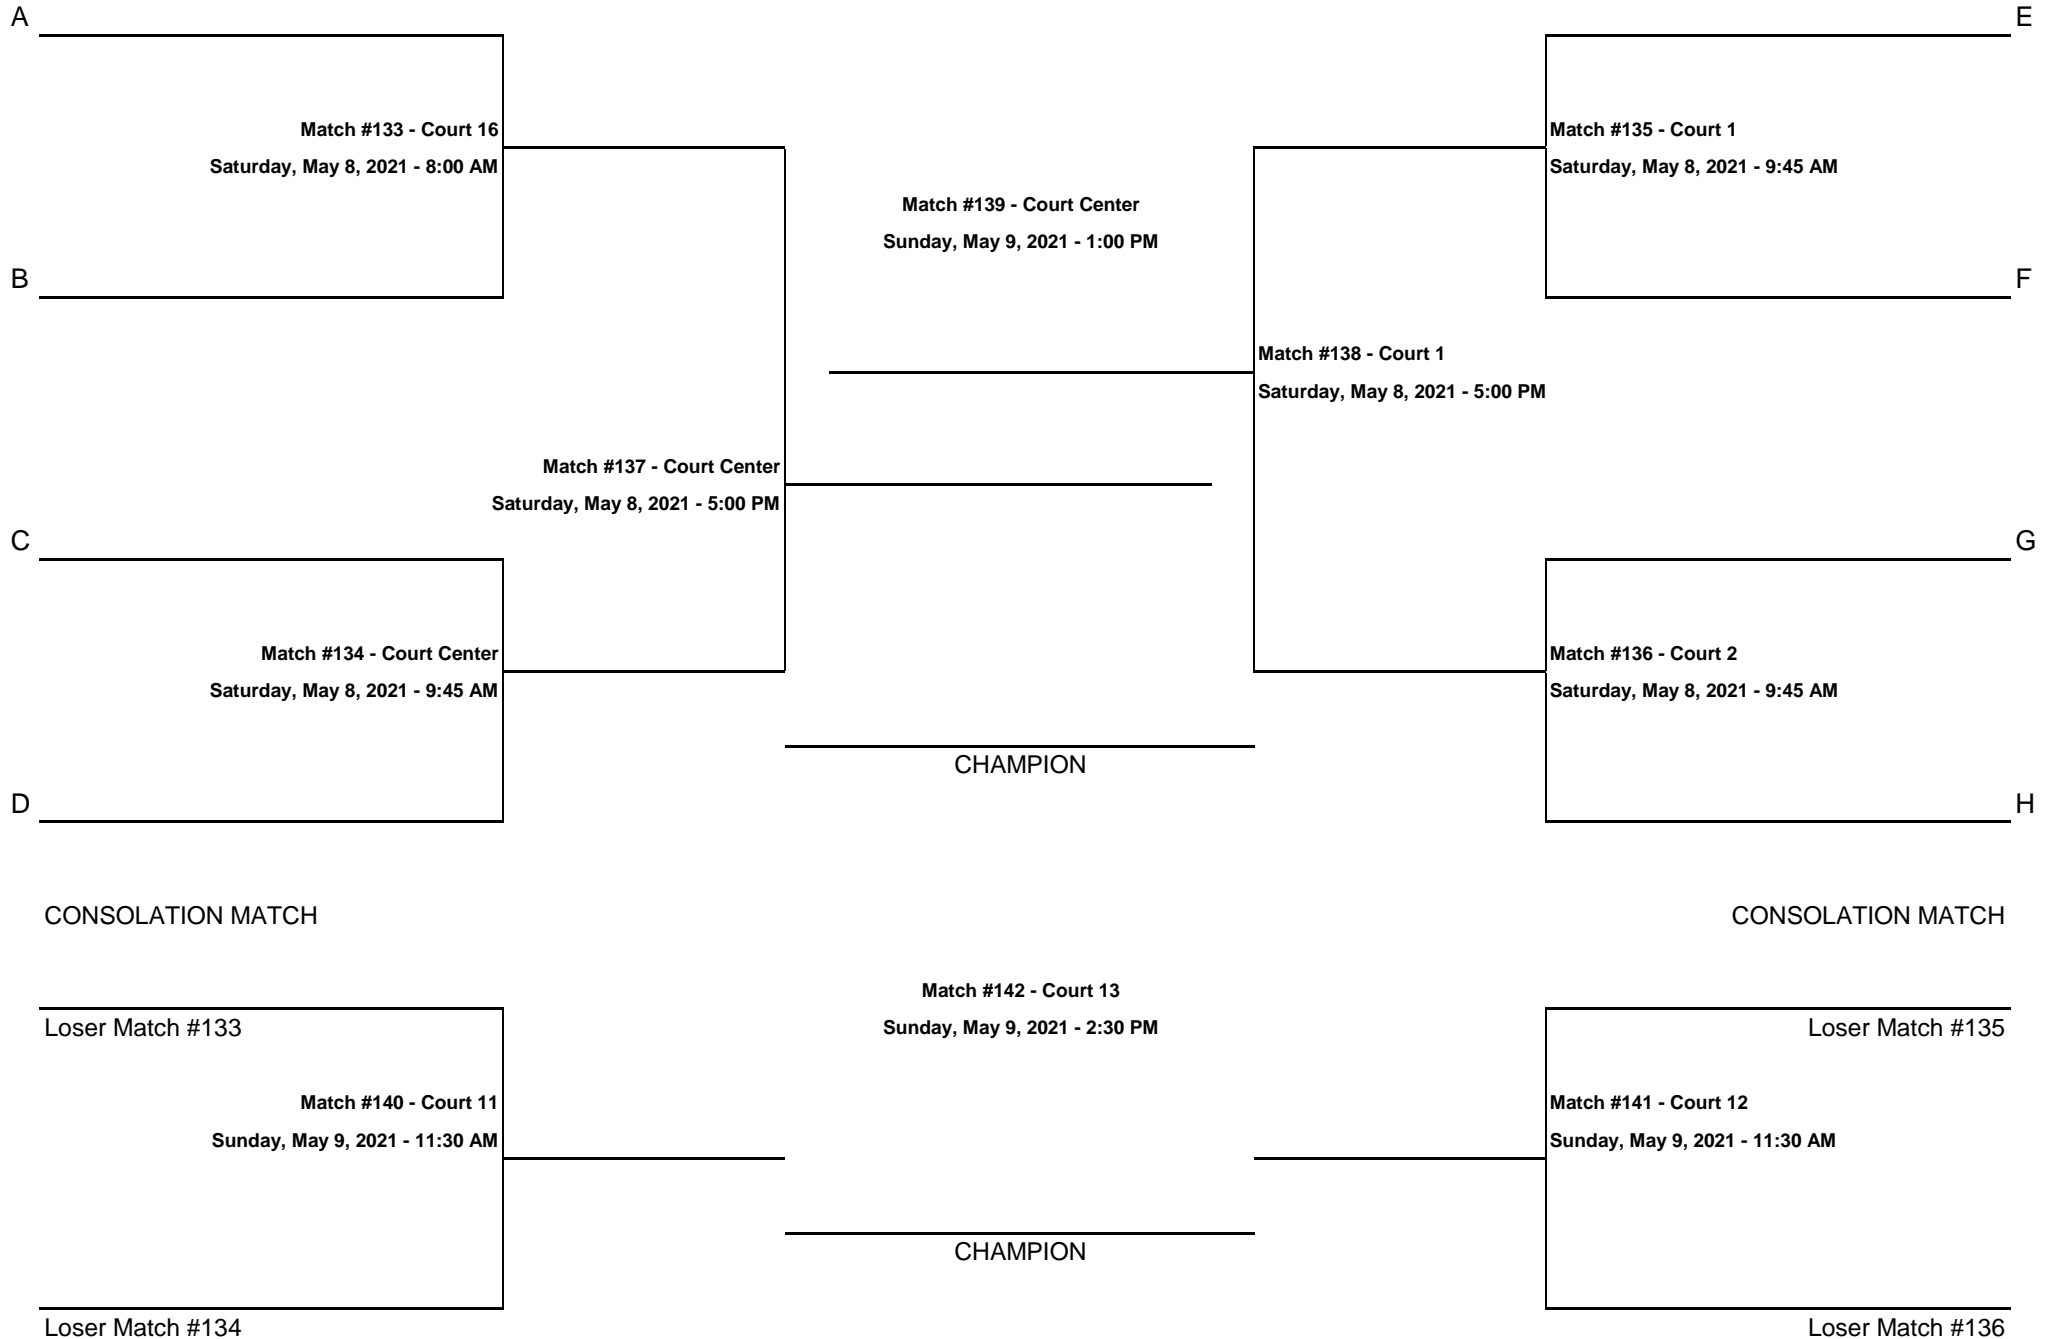 A
E
Match #133 - Court 16
Saturday, May 8, 2021 - 8:00 AM
Match #135 - Court 1
Saturday, May 8, 2021 - 9:45 AM
Match #139 - Court Center
Sunday, May 9, 2021 - 1:00 PM
B
F
Match #138 - Court 1
Saturday, May 8, 2021 - 5:00 PM
Match #137 - Court Center
Saturday, May 8, 2021 - 5:00 PM
C
G
Match #134 - Court Center
Saturday, May 8, 2021 - 9:45 AM
Match #136 - Court 2
Saturday, May 8, 2021 - 9:45 AM
CHAMPION
D
H
CONSOLATION MATCH
CONSOLATION MATCH
Match #142 - Court 13
Sunday, May 9, 2021 - 2:30 PM
Loser Match #133
Loser Match #135
Match #140 - Court 11
Sunday, May 9, 2021 - 11:30 AM
Match #141 - Court 12
Sunday, May 9, 2021 - 11:30 AM
CHAMPION
Loser Match #134
Loser Match #136